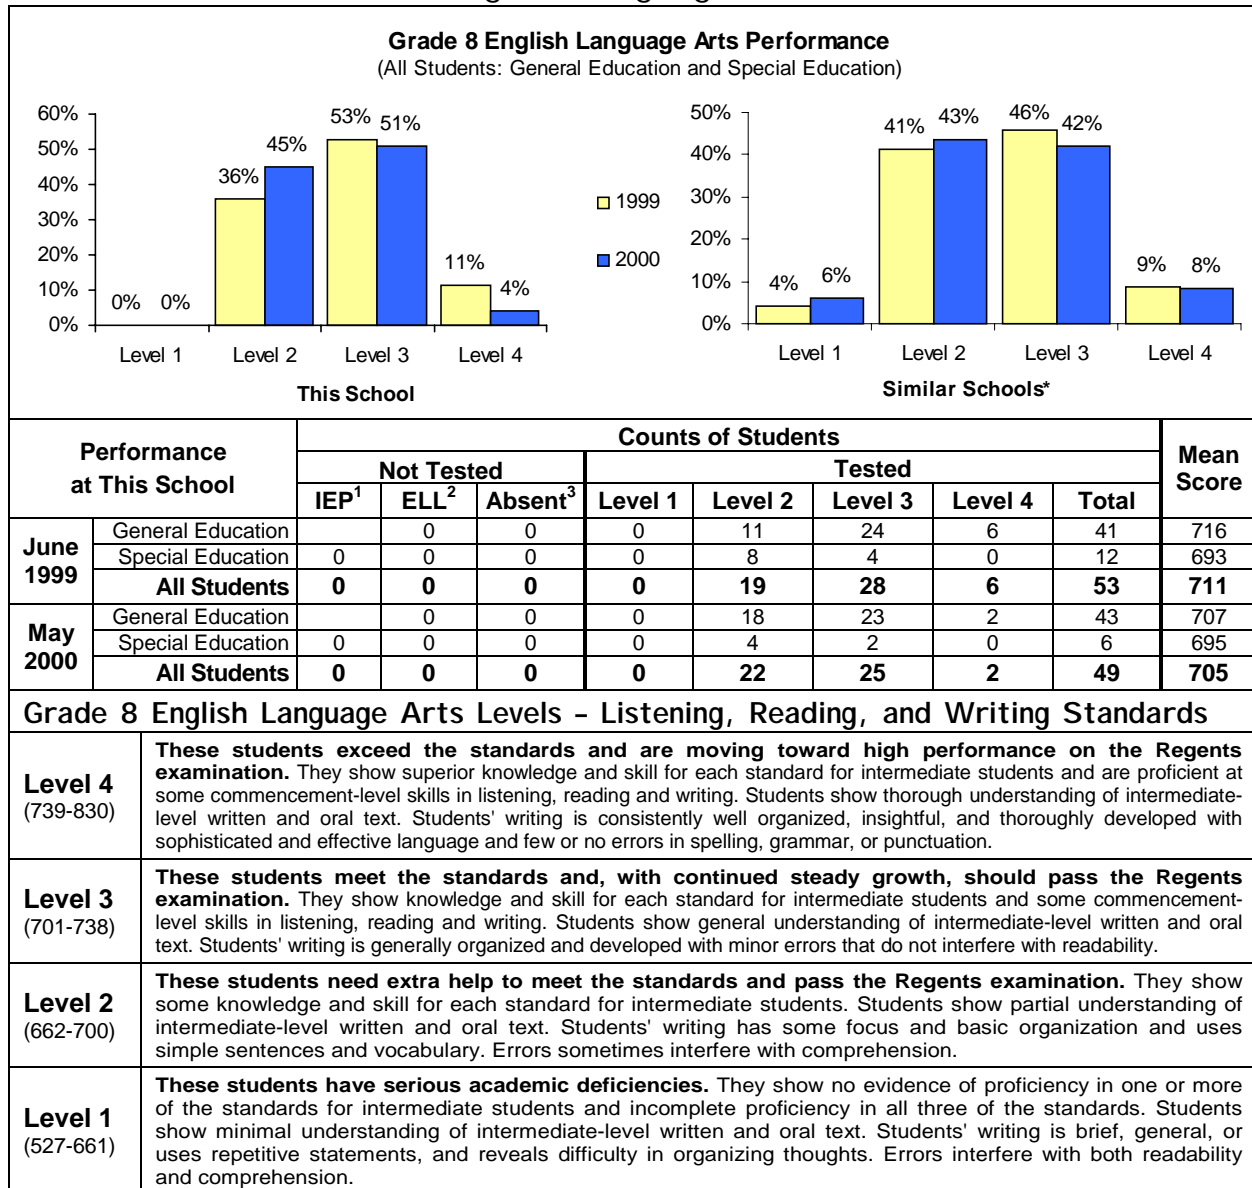 Grade 8 English Language Arts Performance
(All Students: General Education and Special Education)
60%
50%
40%
30%
20%
10%
0%
0% 0%
36%
45%
53%
51%
11%
4%
Level 1 Level 2 Level 3 Level 4
This School
1999
2000
50%
40%
30%
20%
10%
0%
4%
6%
41%
43%
46%
42%
9%
8%
Level 1 Level 2 Level 3 Level 4
Similar Schools*
Performance
at This School
Counts of Students
Mean
Score
Not Tested Tested
IEP1 ELL2 Absent3 Level 1 Level 2 Level 3 Level 4 Total
June
1999
General Education 0 0 0 11 24 6 41 716
Special Education 0 0 0 0 8 4 0 12 693
All Students 0 0 0 0 19 28 6 53 711
May
2000
General Education 0 0 0 18 23 2 43 707
Special Education 0 0 0 0 4 2 0 6 695
All Students 0 0 0 0 22 25 2 49 705
Grade 8 English Language Arts Levels – Listening, Reading, and Writing Standards
Level 4
(739-830)
These students exceed the standards and are moving toward high performance on the Regents
examination. They show superior knowledge and skill for each standard for intermediate students and are proficient at
some commencement-level skills in listening, reading and writing. Students show thorough understanding of intermediate-
level written and oral text. Students' writing is consistently well organized, insightful, and thoroughly developed with
sophisticated and effective language and few or no errors in spelling, grammar, or punctuation.
Level 3
(701-738)
These students meet the standards and, with continued steady growth, should pass the Regents
examination. They show knowledge and skill for each standard for intermediate students and some commencement-
level skills in listening, reading and writing. Students show general understanding of intermediate-level written and oral
text. Students' writing is generally organized and developed with minor errors that do not interfere with readability.
Level 2
(662-700)
These students need extra help to meet the standards and pass the Regents examination. They show
some knowledge and skill for each standard for intermediate students. Students show partial understanding of
intermediate-level written and oral text. Students' writing has some focus and basic organization and uses
simple sentences and vocabulary. Errors sometimes interfere with comprehension.
Level 1
(527-661)
These students have serious academic deficiencies. They show no evidence of proficiency in one or more
of the standards for intermediate students and incomplete proficiency in all three of the standards. Students
show minimal understanding of intermediate-level written and oral text. Students' writing is brief, general, or
uses repetitive statements, and reveals difficulty in organizing thoughts. Errors interfere with both readability
and comprehension.